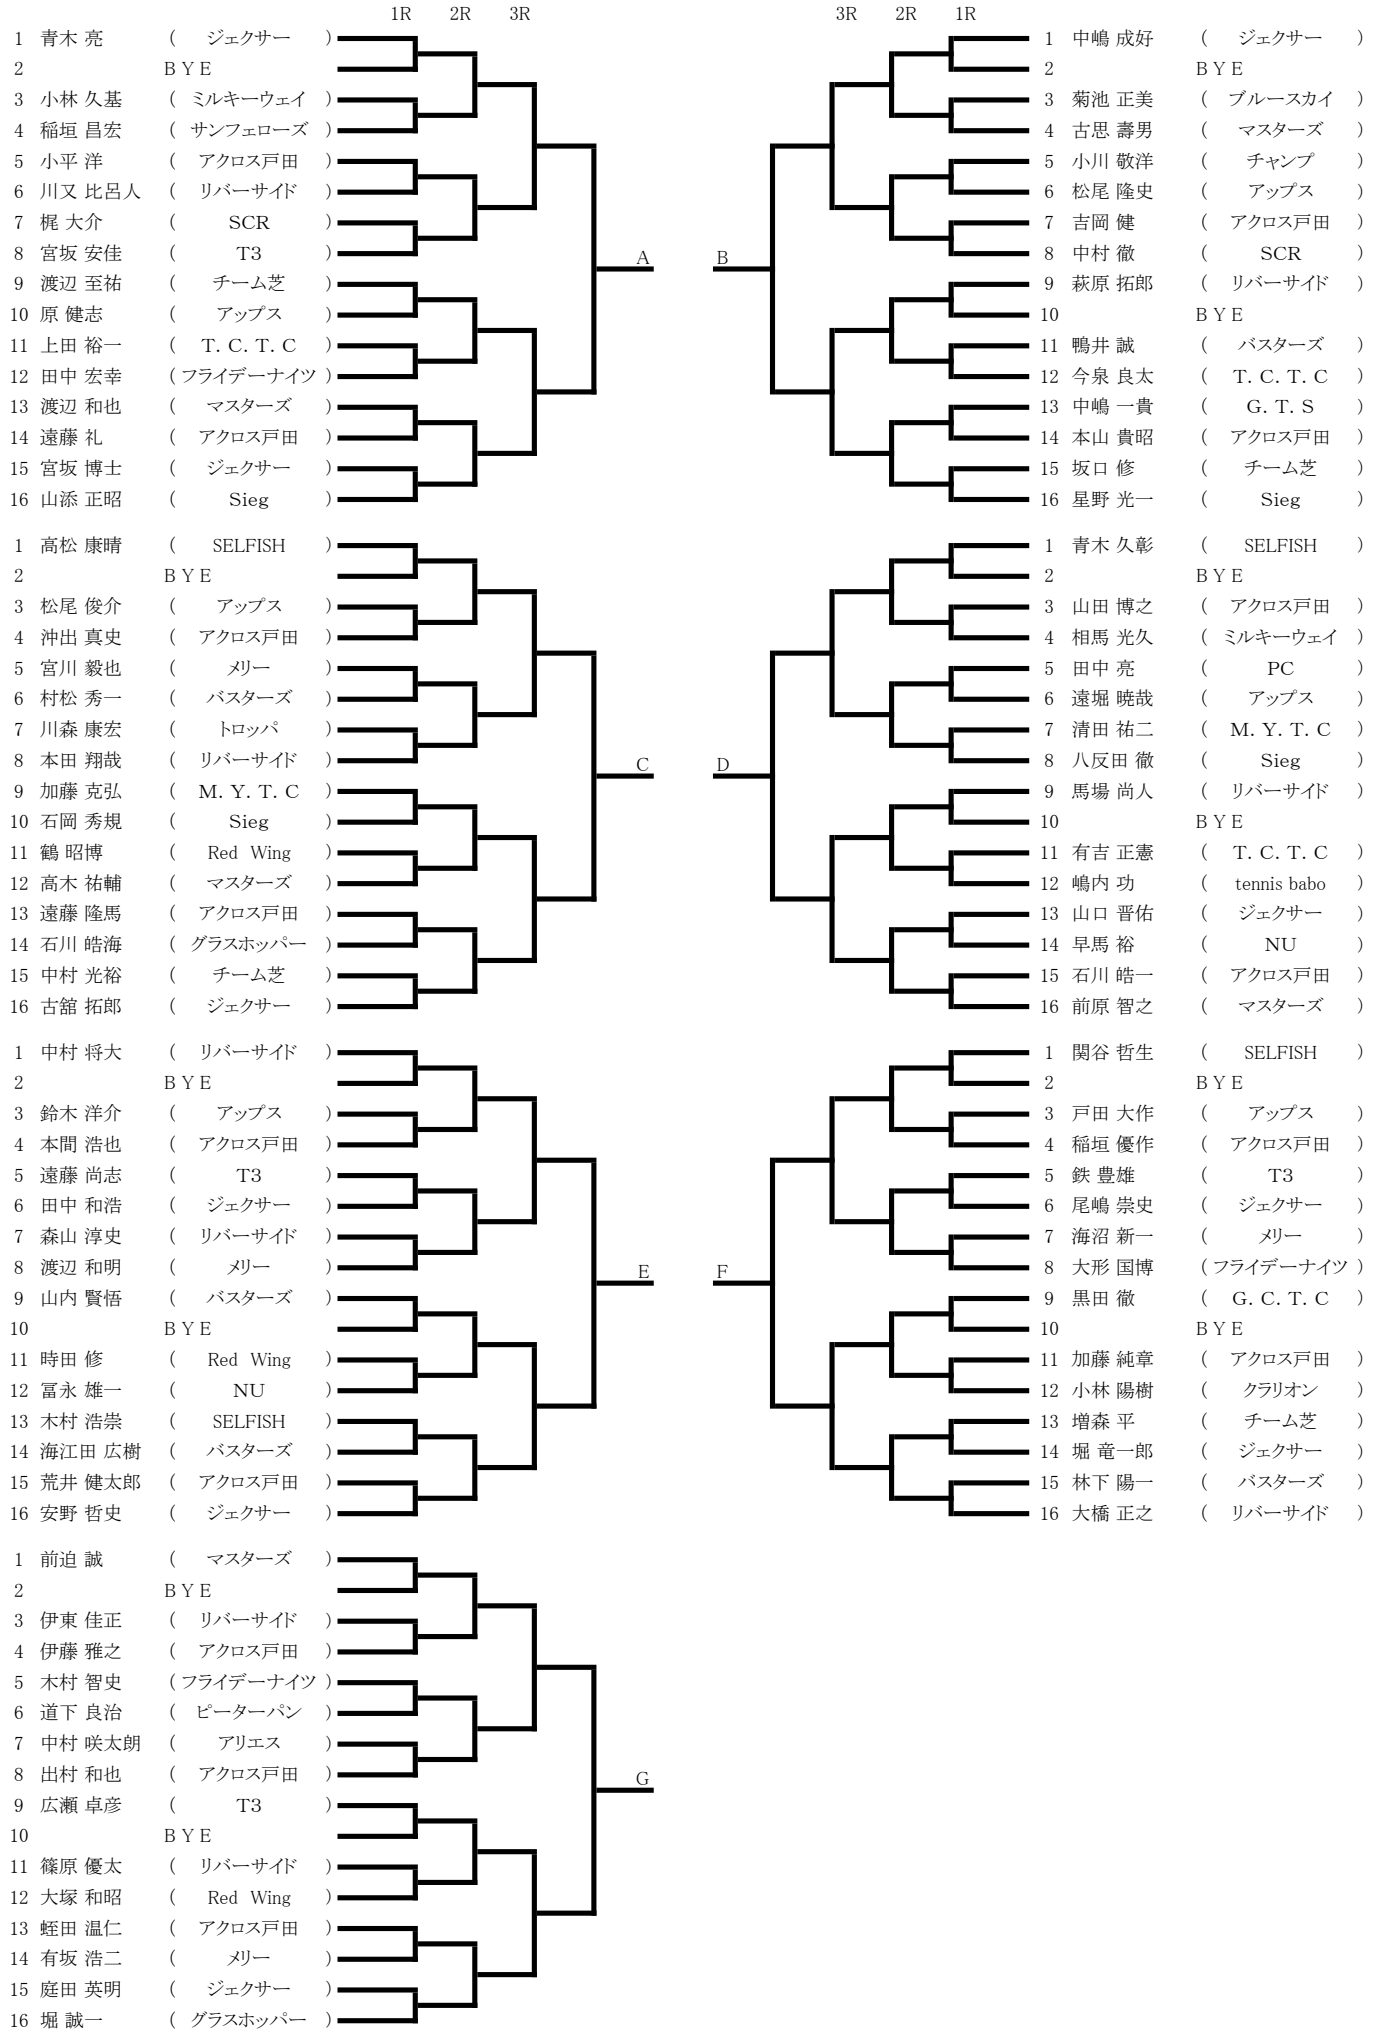 1R 2R 3R
1 青木 亮 ( ジェクサー )
2 BYE
3 小林 久基 ( ミルキーウェイ )
4 稲垣 昌宏 ( サンフェローズ )
5 小平 洋 ( アクロス戸田 )
6 川又 比呂人 ( リバーサイド )
7 梶 大介 ( SCR )
8 宮坂 安佳 ( T3 )
A
9 渡辺 至祐 ( チーム芝 )
10 原 健志 ( アップス )
11 上田 裕一 ( T. C. T. C )
12 田中 宏幸 ( フライデーナイツ )
13 渡辺 和也 ( マスターズ )
14 遠藤 礼 ( アクロス戸田 )
15 宮坂 博士 ( ジェクサー )
16 山添 正昭 ( Sieg )
3R 2R 1R
1 中嶋 成好 ( ジェクサー )
2 BYE
3 菊池 正美 ( ブルースカイ )
4 古思 壽男 ( マスターズ )
5 小川 敬洋 ( チャンプ )
6 松尾 隆史 ( アップス )
7 吉岡 健 ( アクロス戸田 )
8 中村 徹 ( SCR )
B
9 萩原 拓郎 ( リバーサイド )
10 BYE
11 鴨井 誠 ( バスターズ )
12 今泉 良太 ( T. C. T. C )
13 中嶋 一貴 ( G. T. S )
14 本山 貴昭 ( アクロス戸田 )
15 坂口 修 ( チーム芝 )
16 星野 光一 ( Sieg )
1 高松 康晴 ( SELFISH )
2 BYE
3 松尾 俊介 ( アップス )
4 沖出 真史 ( アクロス戸田 )
5 宮川 毅也 ( メリー )
6 村松 秀一 ( バスターズ )
7 川森 康宏 ( トロッパ )
8 本田 翔哉 ( リバーサイド )
C
9 加藤 克弘 ( M. Y. T. C )
10 石岡 秀規 ( Sieg )
11 鶴 昭博 ( Red Wing )
12 高木 祐輔 ( マスターズ )
13 遠藤 隆馬 ( アクロス戸田 )
14 石川 皓海 ( グラスホッパー )
15 中村 光裕 ( チーム芝 )
16 古舘 拓郎 ( ジェクサー )
1 青木 久彰 ( SELFISH )
2 BYE
3 山田 博之 ( アクロス戸田 )
4 相馬 光久 ( ミルキーウェイ )
5 田中 亮 ( PC )
6 遠堀 暁哉 ( アップス )
7 清田 祐二 ( M. Y. T. C )
8 八反田 徹 ( Sieg )
D
9 馬場 尚人 ( リバーサイド )
10 BYE
11 有吉 正憲 ( T. C. T. C )
12 嶋内 功 ( tennis babo )
13 山口 晋佑 ( ジェクサー )
14 早馬 裕 ( NU )
15 石川 皓一 ( アクロス戸田 )
16 前原 智之 ( マスターズ )
1 中村 将大 ( リバーサイド )
2 BYE
3 鈴木 洋介 ( アップス )
4 本間 浩也 ( アクロス戸田 )
5 遠藤 尚志 ( T3 )
6 田中 和浩 ( ジェクサー )
7 森山 淳史 ( リバーサイド )
8 渡辺 和明 ( メリー )
E
9 山内 賢悟 ( バスターズ )
10 BYE
11 時田 修 ( Red Wing )
12 冨永 雄一 ( NU )
13 木村 浩崇 ( SELFISH )
14 海江田 広樹 ( バスターズ )
15 荒井 健太郎 ( アクロス戸田 )
16 安野 哲史 ( ジェクサー )
1 関谷 哲生 ( SELFISH )
2 BYE
3 戸田 大作 ( アップス )
4 稲垣 優作 ( アクロス戸田 )
5 鉄 豊雄 ( T3 )
6 尾嶋 崇史 ( ジェクサー )
7 海沼 新一 ( メリー )
8 大形 国博 ( フライデーナイツ )
F
9 黒田 徹 ( G. C. T. C )
10 BYE
11 加藤 純章 ( アクロス戸田 )
12 小林 陽樹 ( クラリオン )
13 増森 平 ( チーム芝 )
14 堀 竜一郎 ( ジェクサー )
15 林下 陽一 ( バスターズ )
16 大橋 正之 ( リバーサイド )
1 前迫 誠 ( マスターズ )
2 BYE
3 伊東 佳正 ( リバーサイド )
4 伊藤 雅之 ( アクロス戸田 )
5 木村 智史 ( フライデーナイツ )
6 道下 良治 ( ピーターパン )
7 中村 咲太朗 ( アリエス )
8 出村 和也 ( アクロス戸田 )
G
9 広瀬 卓彦 ( T3 )
10 BYE
11 篠原 優太 ( リバーサイド )
12 大塚 和昭 ( Red Wing )
13 蛭田 温仁 ( アクロス戸田 )
14 有坂 浩二 ( メリー )
15 庭田 英明 ( ジェクサー )
16 堀 誠一 ( グラスホッパー )